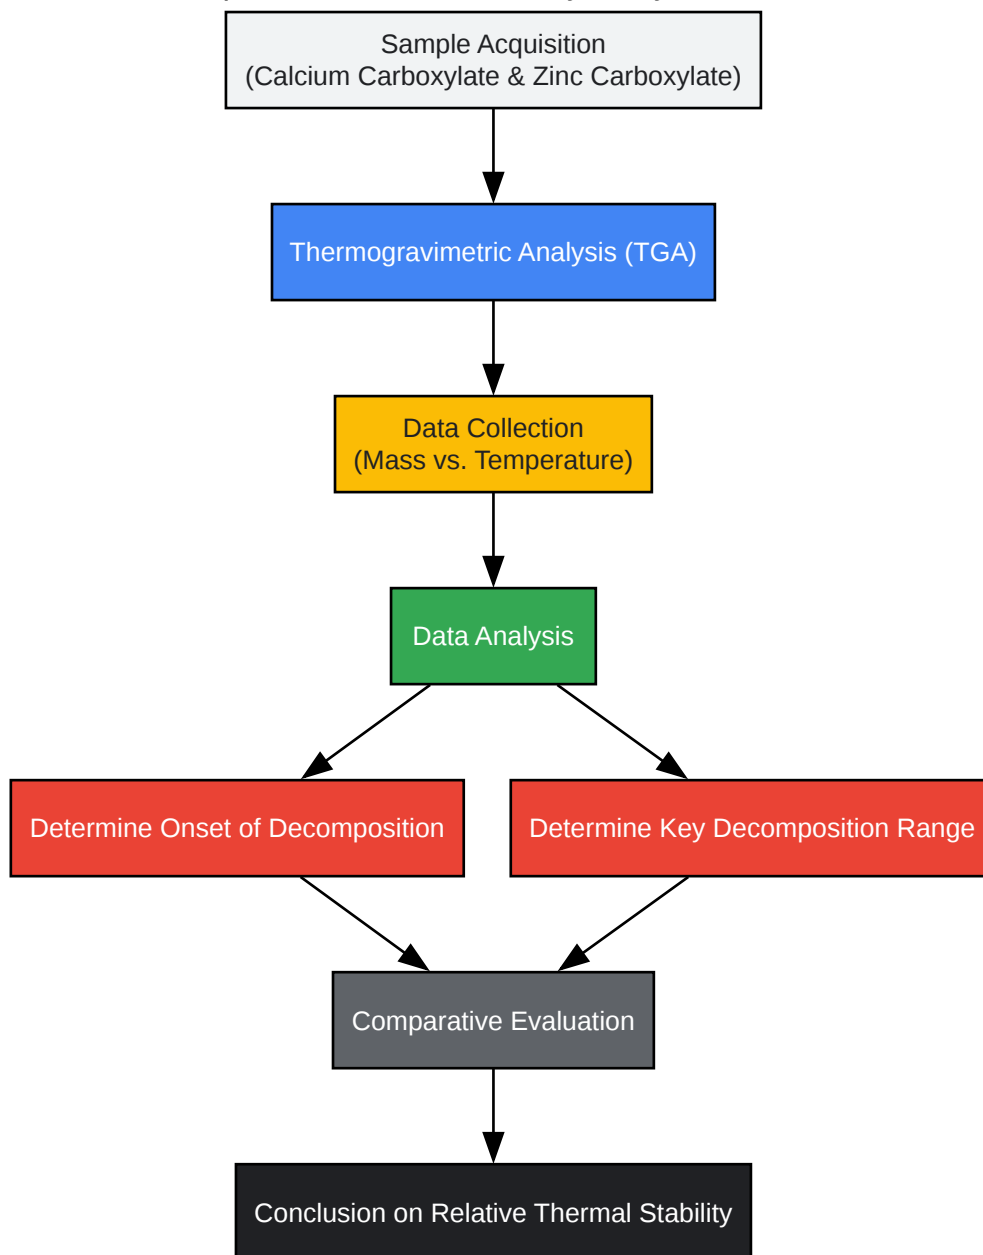 Sample Acquisition
(Calcium Carboxylate & Zinc Carboxylate)
Thermogravimetric Analysis (TGA)
Data Collection
(Mass vs. Temperature)
Data Analysis
Determine Onset of Decomposition
Determine Key Decomposition Range
Comparative Evaluation
Conclusion on Relative Thermal Stability